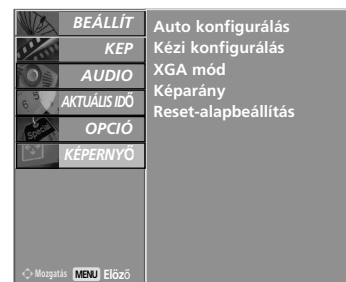 BEÁLLÍT
KEP
AUDIO
AKTUÁLIS IDŐ
OPCIÓ
KÉPERNYŐ
Auto konfigurálás
Kézi konfigurálás
XGA mód
Képarány
Reset-alapbeállítás
Mozgatás MENU Előző
Special